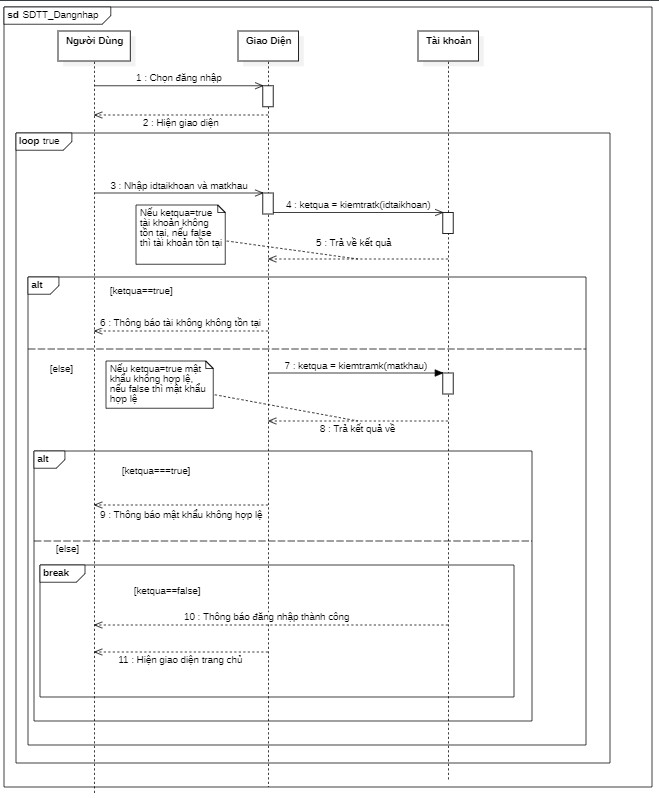 sd SDTT_Dangnhap
Người Dùng
Giao Diện
Tài khoản
1 : Chọn đăng nhập
2 : Hiện giao diện
loop true
3 : Nhập idtaikhoan và matkhau
4 : ketqua = kiemtratk(idtaikhoan)
Nếu ketqua=true
tài khoản không
tồn tại, nếu false
thì tài khoản tồn tại
5 : Trả về kết quả
alt
[ketqua==true]
6 : Thông báo tài không không tồn tại
[else]
Nếu ketqua=true mật
khẩu không hợp lệ,
nếu false thì mật khẩu
hợp lệ
7 : ketqua = kiemtramk(matkhau)
8 : Trả kết quả về
alt
[ketqua===true]
9 : Thông báo mật khẩu không hợp lệ
[else]
break
[ketqua==false]
10 : Thông báo đăng nhập thành công
11 : Hiện giao diện trang chủ